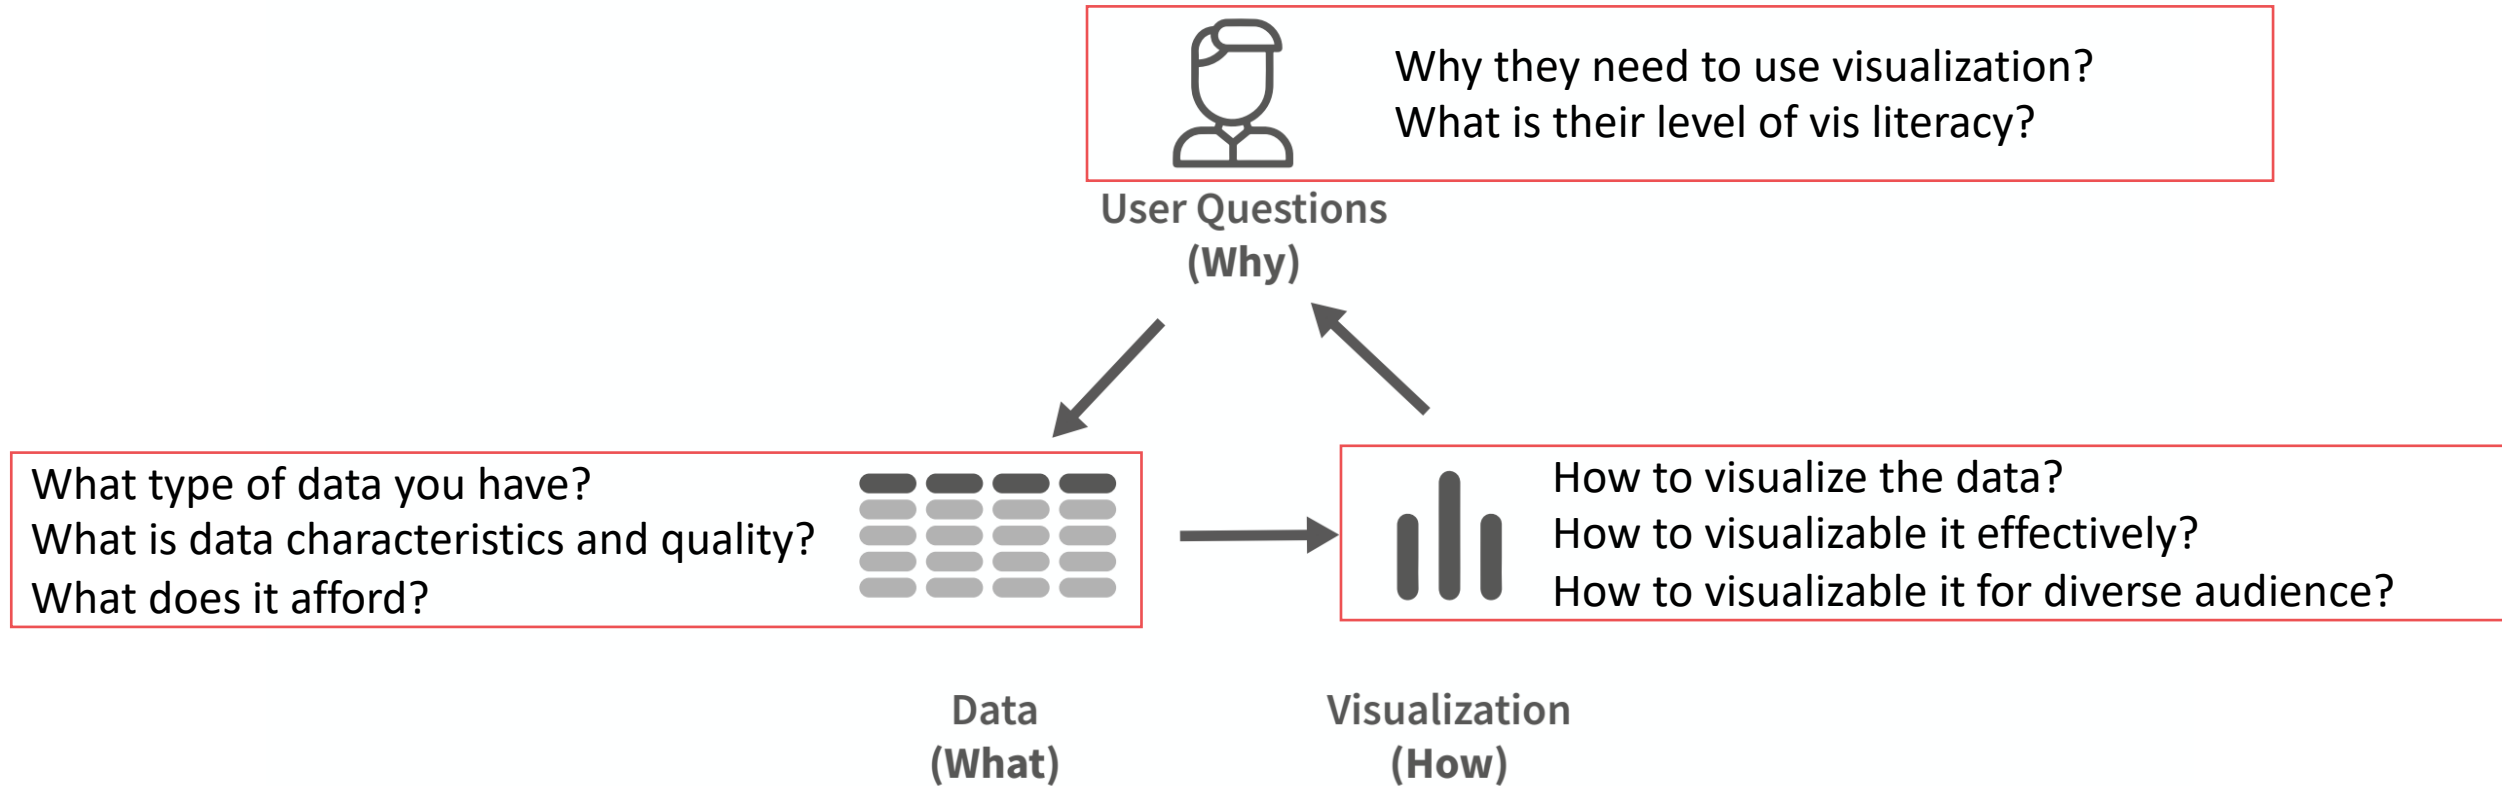 Why they need to use visualization?
What is their level of vis literacy?
User Questions
(Why)
What type of data you have?
What is data characteristics and quality?
What does it afford?
How to visualize the data?
How to visualizable it effectively?
How to visualizable it for diverse audience?
Data
(What)
Visualization
(How)